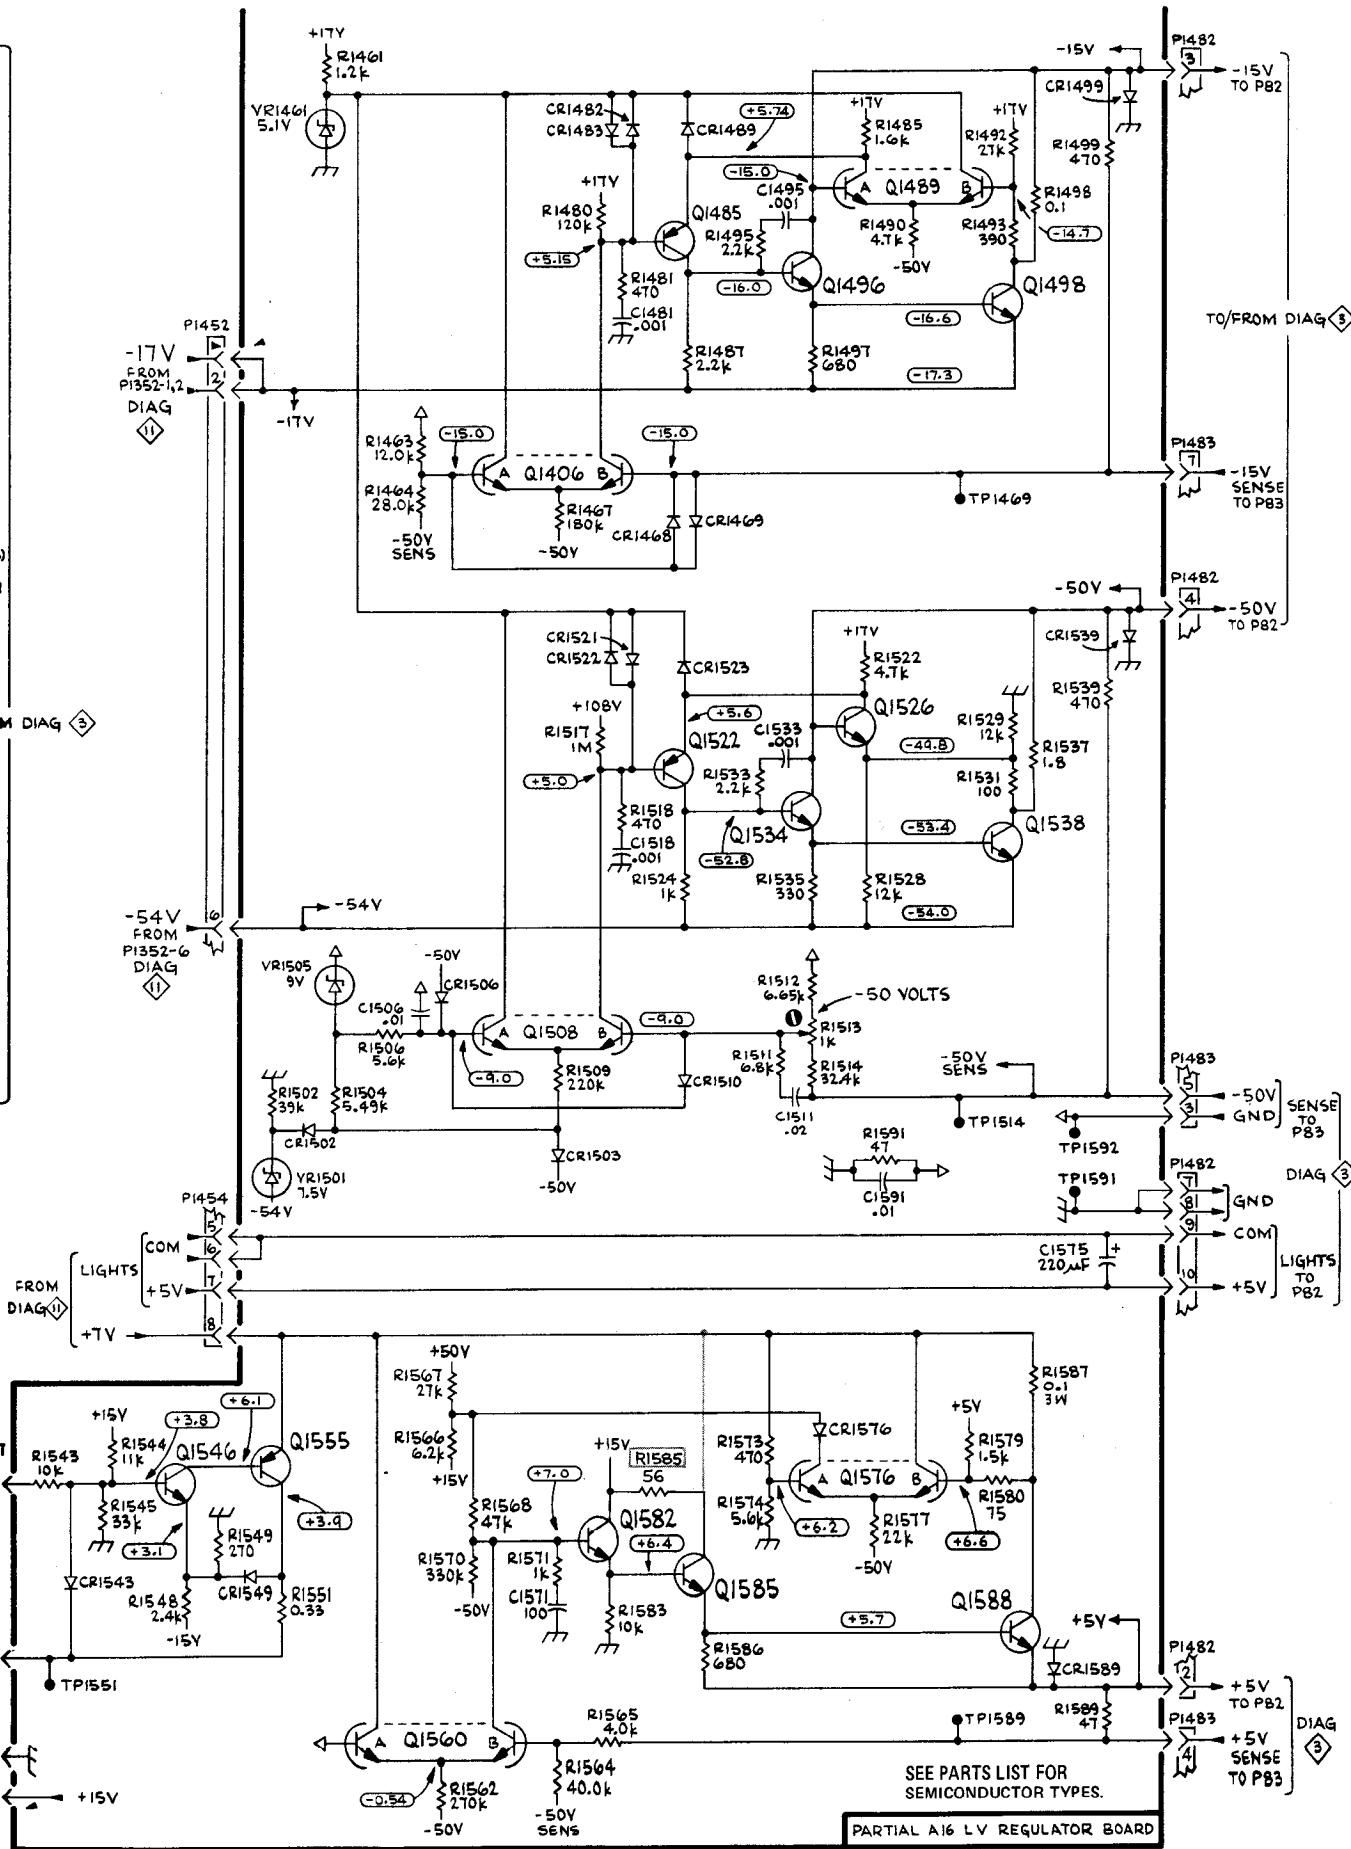 +17V
R1461
1.2k
VR1461
5.1V
CR1482
CR1483
CR1489
+5.74
+17V
R1485
1.6k
-15.0
C1495
.001
Q1489
A
B
+17V
R1492
27k
-15V
CR1499
R1499
470
P1482
3
-15V
TO P82
+17V
R1480
120k
+5.15
Q1485
R1495
2.2k
R1490
4.7k
-50V
R1493
390
R1498
0.1
-14.7
R1481
470
C1481
.001
-16.0
Q1496
Q1498
-16.6
R1487
2.2k
R1497
680
-17.3
TO/FROM DIAG 3
P1452
-17V
FROM
P1352-1,2
DIAG
11
2
-17V
R1463
12.0k
-15.0
A
Q1406
B
-15.0
R1464
28.0k
-50V
SENS
R1467
180k
-50V
CR1468
CR1469
TP1469
P1483
7
-15V
SENSE
TO P83
P1482
4
-50V
-50V
TO P82
CR1539
CR1521
CR1522
CR1523
+17V
R1522
4.7k
R1539
470
M DIAG 3
+108V
R1517
1M
+5.0
+5.6
Q1522
C1533
.001
Q1526
R1529
12k
-49.8
R1537
1.8
R1533
2.2k
R1531
100
R1518
470
C1518
.001
Q1534
-52.8
-53.4
Q1538
R1524
1k
R1535
330
R1528
12k
-54.0
-54V
FROM
P1352-6
DIAG
11
6
-54V
VR1505
9V
-50V
CR1506
C1506
.01
R1506
5.6k
A
Q1508
B
-9.0
-9.0
R1512
6.65k
-50 VOLTS
R1513
1k
R1511
6.8k
R1514
32.4k
C1511
.02
R1502
39k
R1504
5.49k
R1509
220k
CR1510
CR1502
CR1503
-50V
VR1501
7.5V
-54V
-50V
SENS
TP1514
P1483
5
-50V
3
GND
SENSE
TO
P83
TP1592
R1591
47
C1591
.01
TP1591
P1482
7
8
GND
DIAG 3
P1454
5
6
COM
LIGHTS
7
+5V
FROM
DIAG 11
8
+7V
C1575
220µF
+
9
COM
10
+5V
LIGHTS
TO
P82
+50V
R1567
27k
R1566
6.2k
+15V
R1587
0.1
3W
CR1576
+5V
R1579
1.5k
R1573
470
A
Q1576
B
R1580
75
R1574
5.6k
+6.2
R1577
22k
-50V
+6.6
+15V
R1585
56
+7.0
Q1582
+6.4
Q1585
R1568
47k
R1570
330k
-50V
R1571
1k
C1571
100
R1583
10k
R1586
680
+5.7
Q1588
+5V
CR1589
P1482
2
+5V
TO P82
T
R1543
10k
+15V
R1544
11k
+3.8
+6.1
Q1546
Q1555
R1545
33k
+3.1
R1549
270
+3.9
CR1543
R1548
2.4k
-15V
CR1549
R1551
0.33
TP1551
A
Q1560
B
-0.54
R1562
270k
-50V
R1565
4.0k
R1564
40.0k
-50V
SENS
TP1589
R1589
47
P1483
4
+5V
SENSE
TO P83
DIAG
3
+15V
SEE PARTS LIST FOR
SEMICONDUCTOR TYPES.
PARTIAL A16 LV REGULATOR BOARD